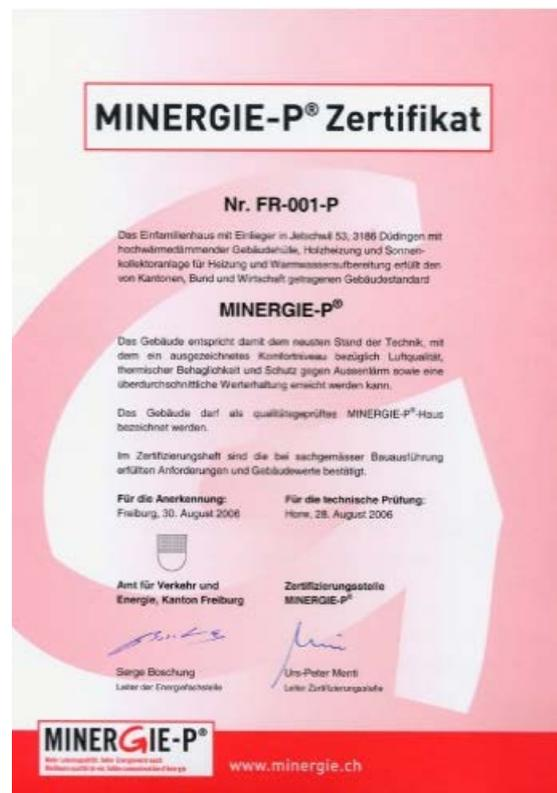 MINERGIE-P® Zertifikat
Nr. FR-001-P
Das Einfamilienhaus mit Einlieger in Jetschwil 53, 3186 Düdingen mit
hochwärmedämmender Gebäudehülle, Holzheizung und Sonnen-
kollektoranlage für Heizung und Warmwasseraufbereitung erfüllt den
von Kantonen, Bund und Wirtschaft getragenen Gebäudestandard
MINERGIE-P®
Das Gebäude entspricht damit dem neusten Stand der Technik, mit
dem ein ausgezeichnetes Komfortniveau bezüglich Luftqualität,
thermischer Behaglichkeit und Schutz gegen Aussenlärm sowie eine
überdurchschnittliche Werterhaltung erreicht werden kann.
Das Gebäude darf als qualitätsgeprüftes MINERGIE-P®-Haus
bezeichnet werden.
Im Zertifizierungsheft sind die bei sachgemässer Bauausführung
erfüllten Anforderungen und Gebäudewerte bestätigt.
Für die Anerkennung:
Freiburg, 30. August 2006
Für die technische Prüfung:
Horw, 28. August 2006
Amt für Verkehr und
Energie, Kanton Freiburg
Zertifizierungsstelle
MINERGIE-P®
Serge Boschung
Leiter der Energiefachstelle
Urs-Peter Menti
Leiter Zertifizierungsstelle
MINERGIE-P®
www.minergie.ch